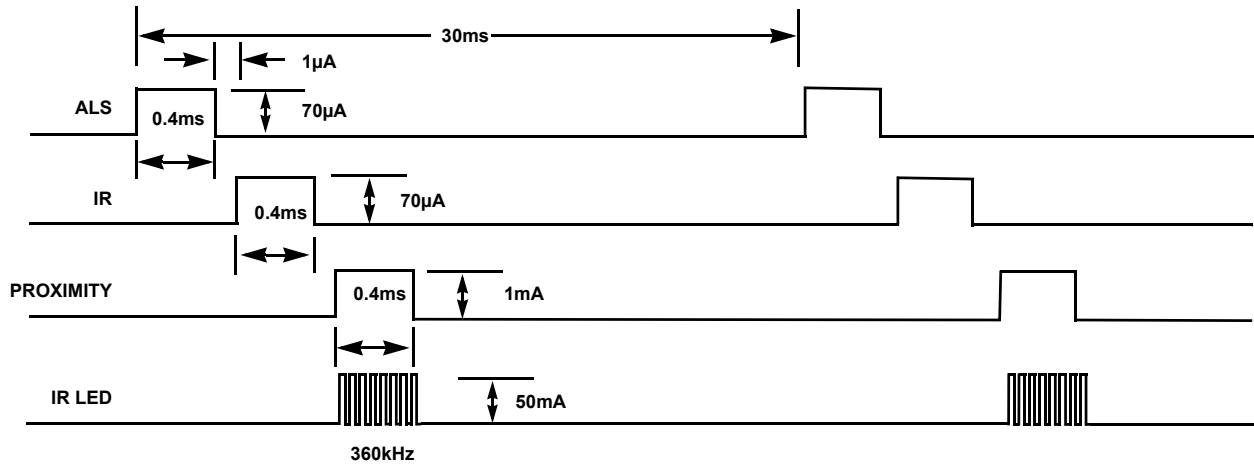 30ms
1µA
ALS
0.4ms
70µA
IR
0.4ms
70µA
PROXIMITY
0.4ms
1mA
IR LED
50mA
360kHz